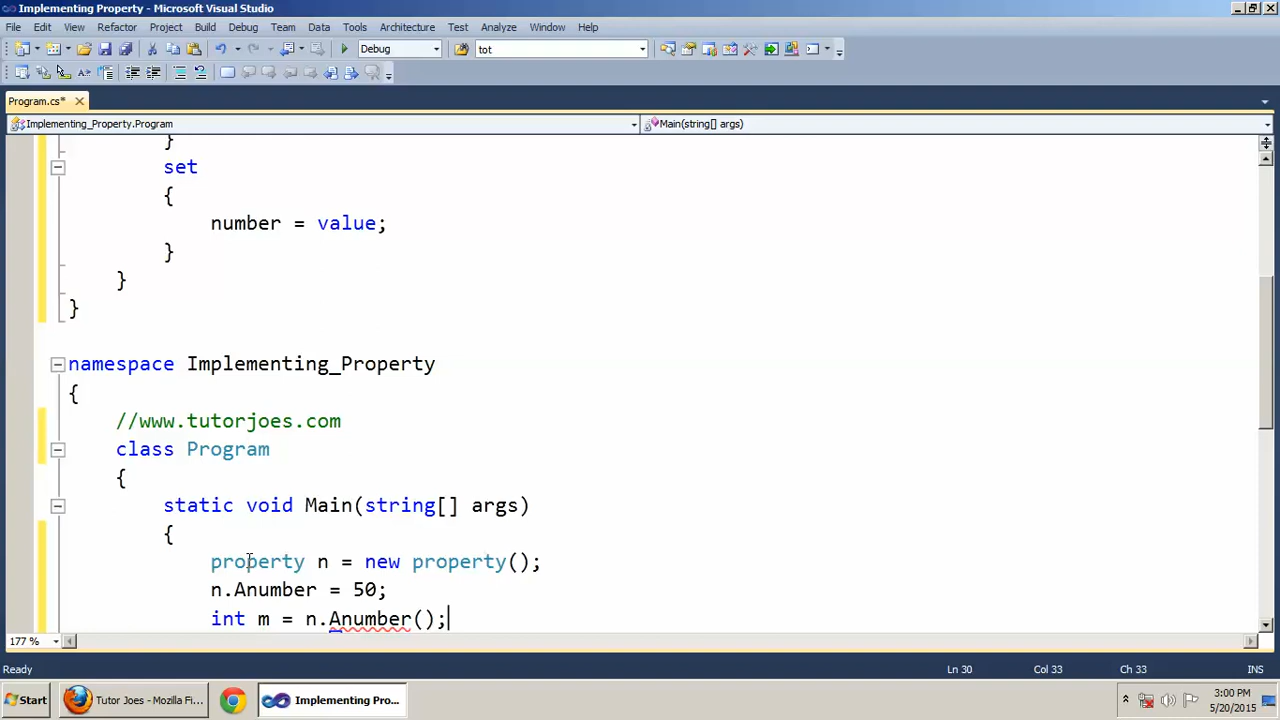 Implementing Property - Microsoft Visual Studio
File Edit View Refactor Project Build Debug Team Data Tools Architecture Test Analyze Window Help
Debug tot
Program.cs*
Implementing_Property.Program Main(string[] args)
}
set
{
number = value;
}
}
}
namespace Implementing_Property
{
//www.tutorjoes.com
class Program
{
static void Main(string[] args)
{
property n = new property();
n.Anumber = 50;
int m = n.Anumber();
177 %
Ready Ln 30 Col 33 Ch 33 INS
Start Tutor Joes - Mozilla Fi... Implementing Pro... 3:00 PM
5/20/2015